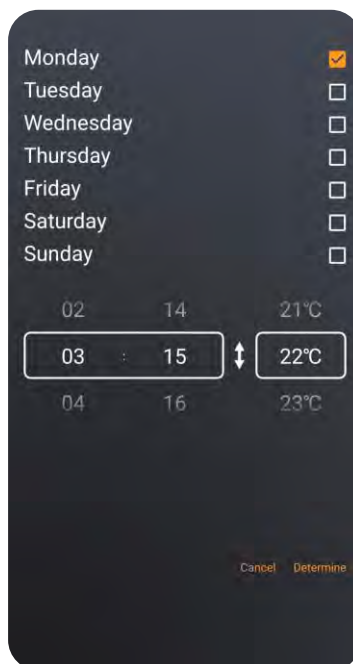 Monday
Tuesday
Wednesday
Thursday
Friday
Saturday
Sunday
02 14 21°C
03 : 15 22°C
04 16 23°C
Cancel Determine